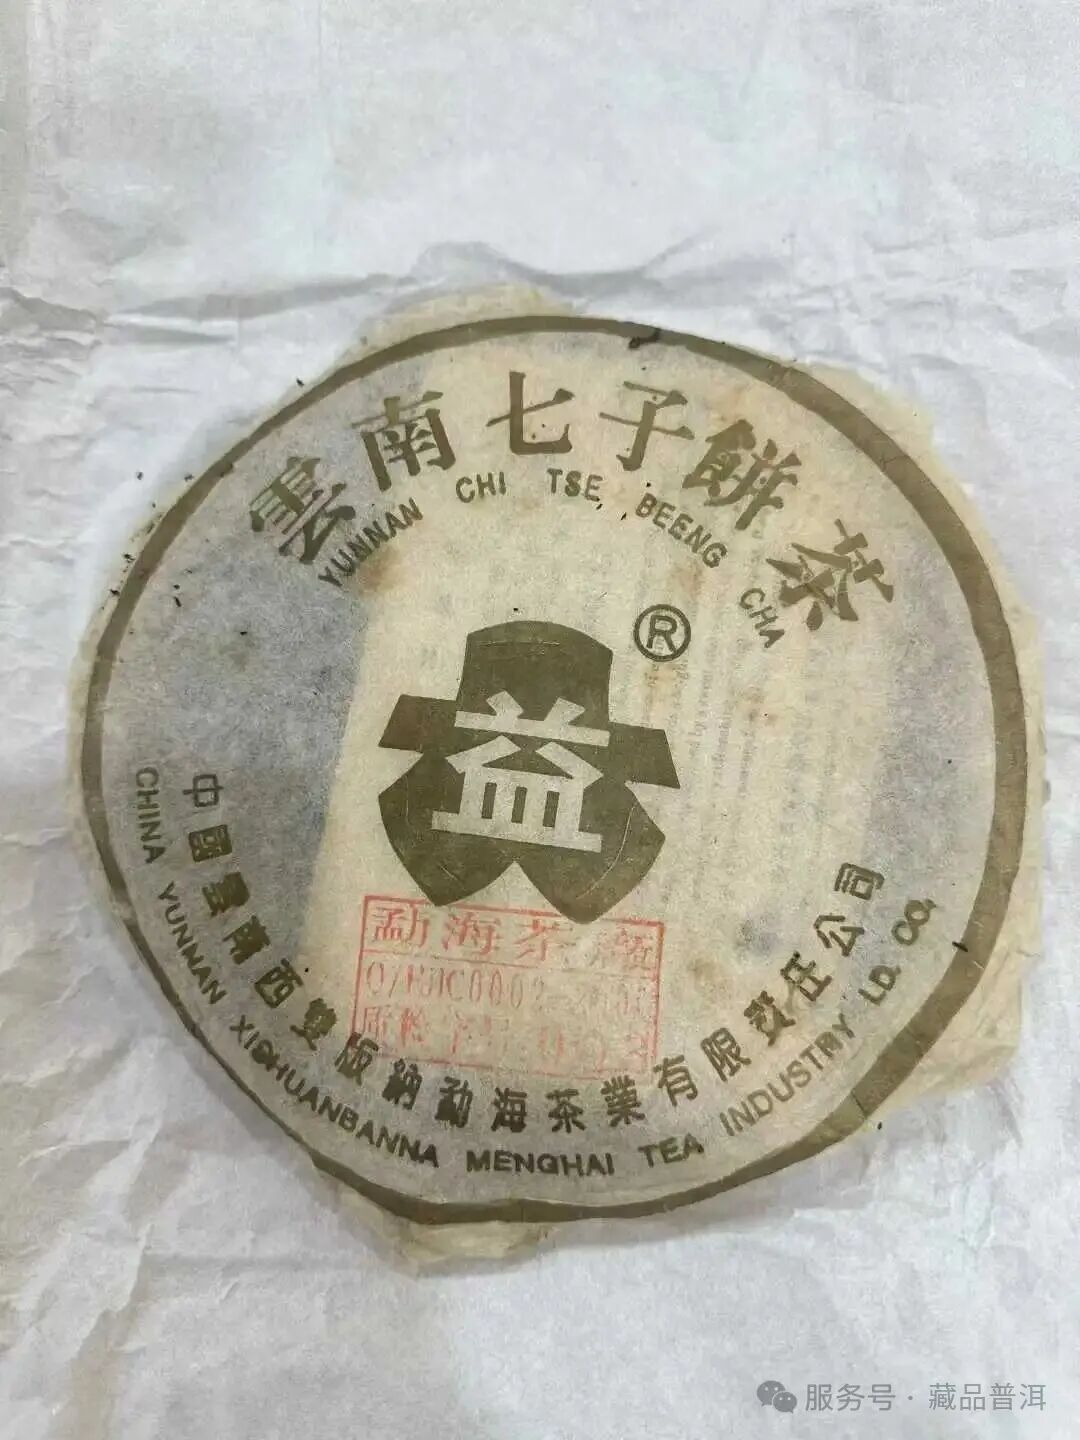 雲南七子餅茶
YUNNAN CHI TSE BEENG CHA
®
益
勐海茶
中國雲南西雙版納勐海茶業有限責任公司
CHINA YUNNAN XISHUANBANNA MENGHAI TEA INDUSTRY LD. CO.
服务号·藏品普洱